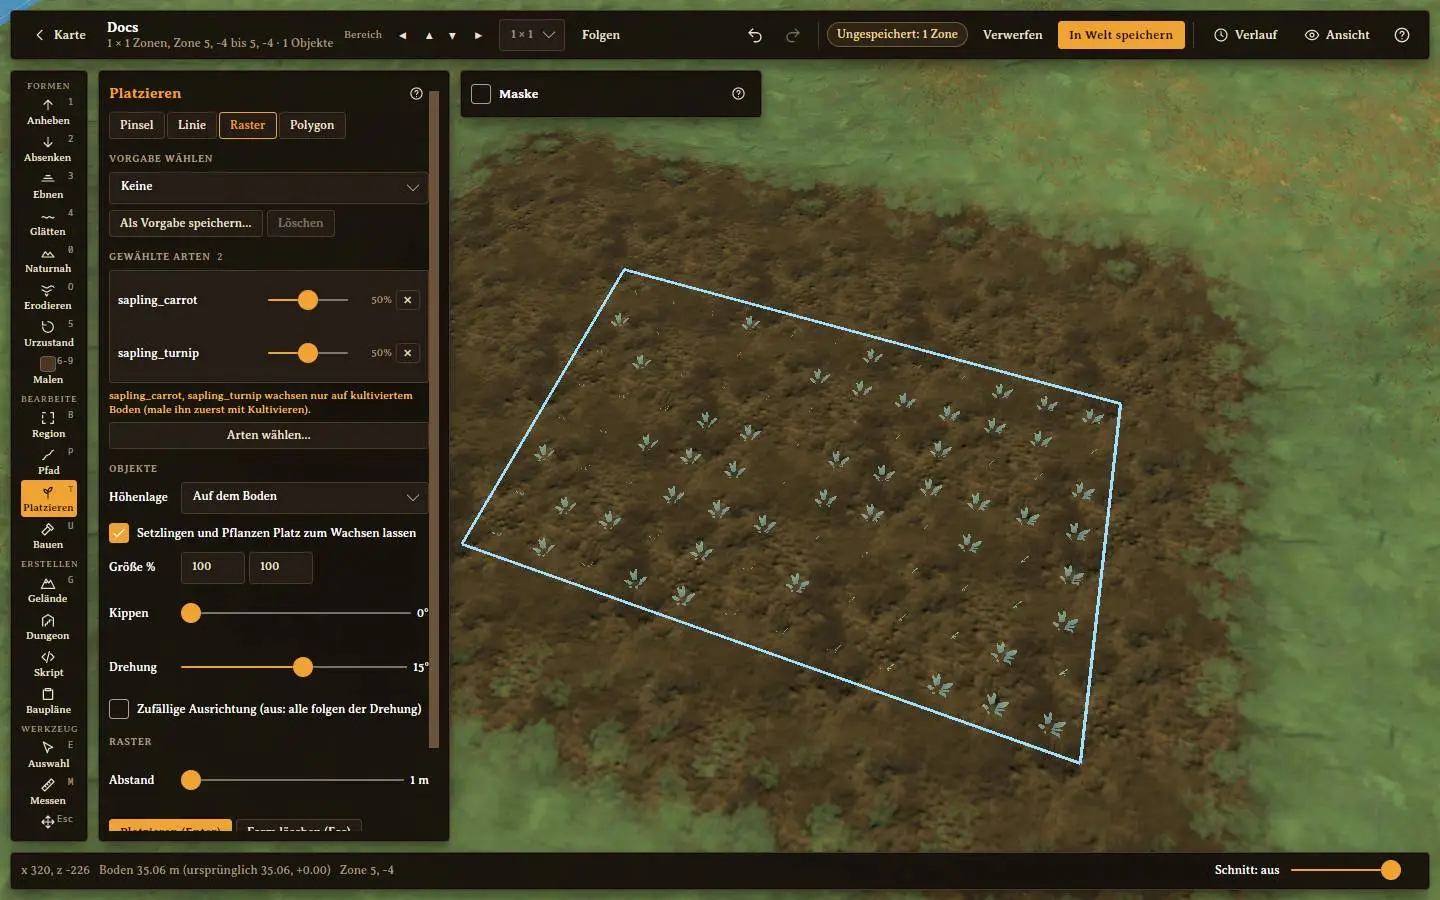 Karte
Docs
1 × 1 Zonen, Zone 5, -4 bis 5, -4 · 1 Objekte
Bereich
1 × 1
Folgen
Ungespeichert: 1 Zone
Verwerfen
In Welt speichern
Verlauf
Ansicht
FORMEN
1
Anheben
2
Absenken
3
Ebnen
4
Glätten
0
Naturnah
O
Erodieren
5
Urzustand
6-9
Malen
BEARBEITE
B
Region
P
Pfad
T
Platzieren
U
Bauen
ERSTELLEN
G
Gelände
Dungeon
Skript
Baupläne
WERKZEUG
E
Auswahl
M
Messen
Esc
Platzieren
Pinsel
Linie
Raster
Polygon
VORGABE WÄHLEN
Keine
Als Vorgabe speichern...
Löschen
GEWÄHLTE ARTEN 2
sapling_carrot
50%
sapling_turnip
50%
sapling_carrot, sapling_turnip wachsen nur auf kultiviertem
Boden (male ihn zuerst mit Kultivieren).
Arten wählen...
OBJEKTE
Höhenlage
Auf dem Boden
Setzlingen und Pflanzen Platz zum Wachsen lassen
Größe %
100
100
Kippen
0°
Drehung
15°
Zufällige Ausrichtung (aus: alle folgen der Drehung)
RASTER
Abstand
1 m
Platzieren (Enter)
Form löschen (Esc)
Maske
x 320, z -226 Boden 35.06 m (ursprünglich 35.06, +0.00) Zone 5, -4
Schnitt: aus